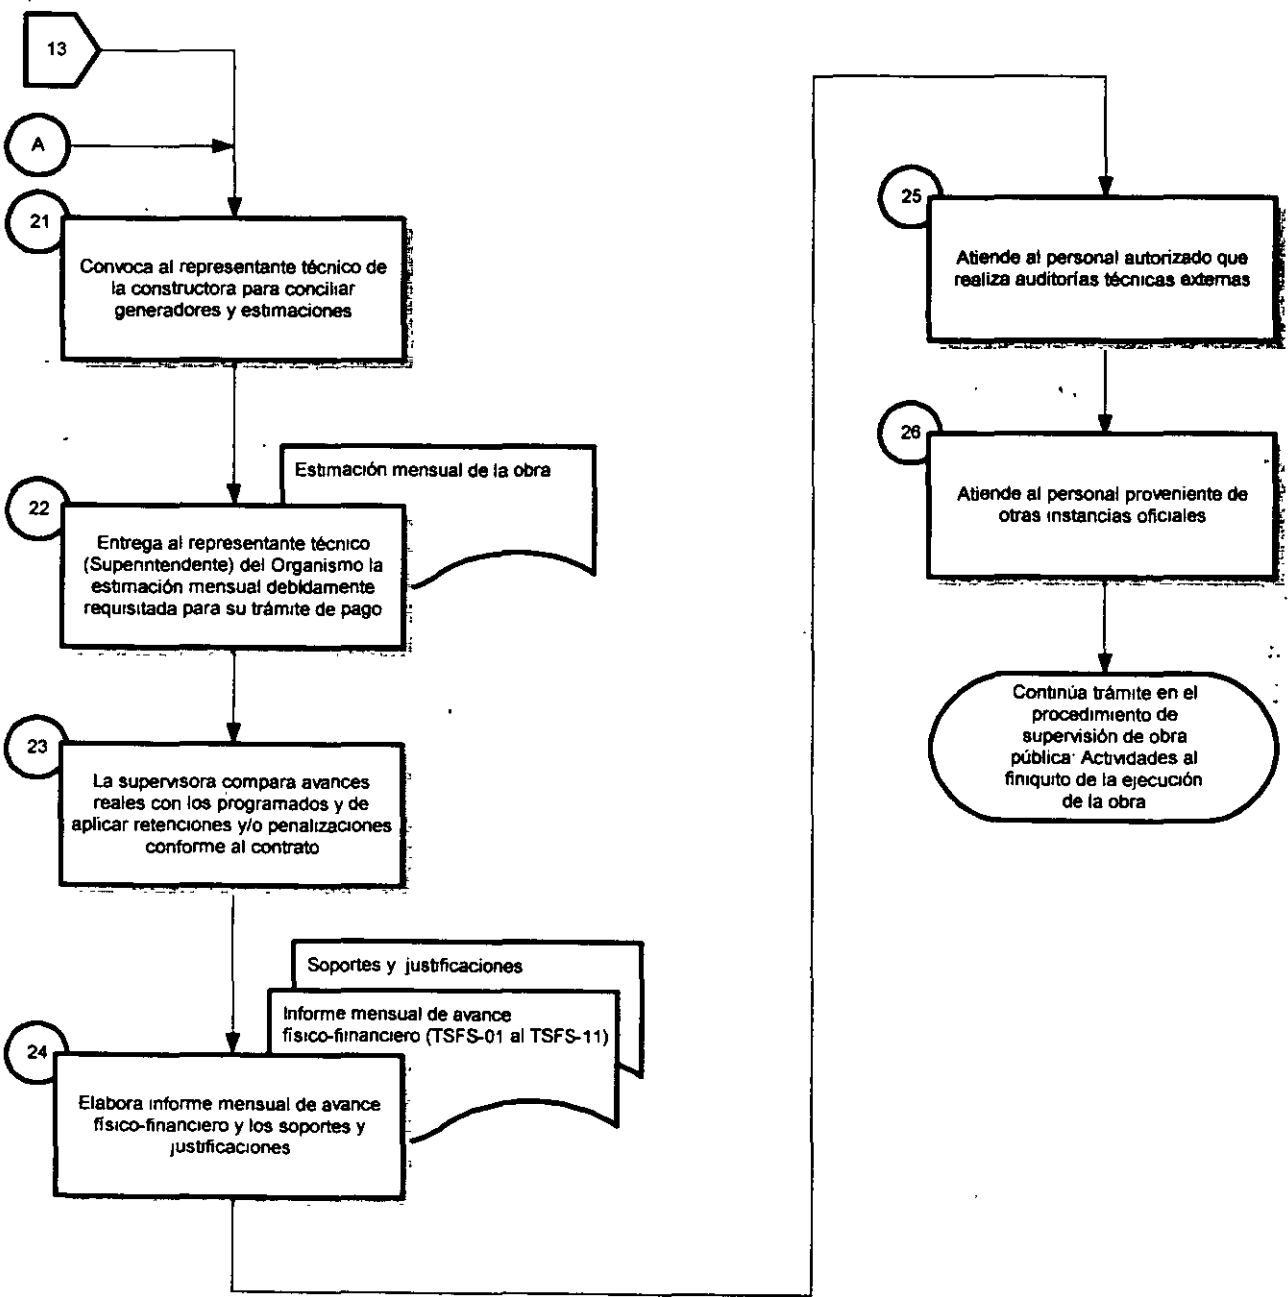 13
A
21
Convoca al representante técnico de
la constructora para conciliar
generadores y estimaciones
Estimación mensual de la obra
22
Entrega al representante técnico
(Superintendente) del Organismo la
estimación mensual debidamente
requisitada para su trámite de pago
23
La supervisora compara avances
reales con los programados y de
aplicar retenciones y/o penalizaciones
conforme al contrato
Soportes y justificaciones
Informe mensual de avance
físico-financiero (TSFS-01 al TSFS-11)
24
Elabora informe mensual de avance
físico-financiero y los soportes y
justificaciones
25
Atiende al personal autorizado que
realiza auditorías técnicas externas
26
Atiende al personal proveniente de
otras instancias oficiales
Continúa trámite en el
procedimiento de
supervisión de obra
pública: Actividades al
finiquito de la ejecución
de la obra